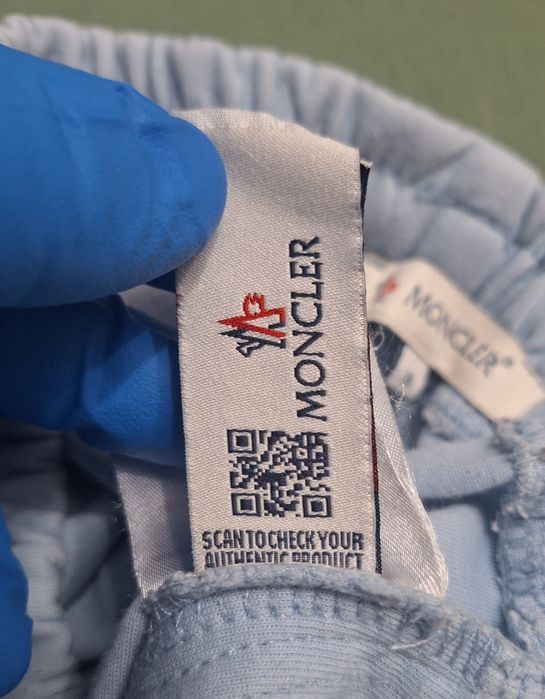 MONCLER
SCAN TO CHECK YOUR
AUTHENTIC PRODUCT
MONCLER